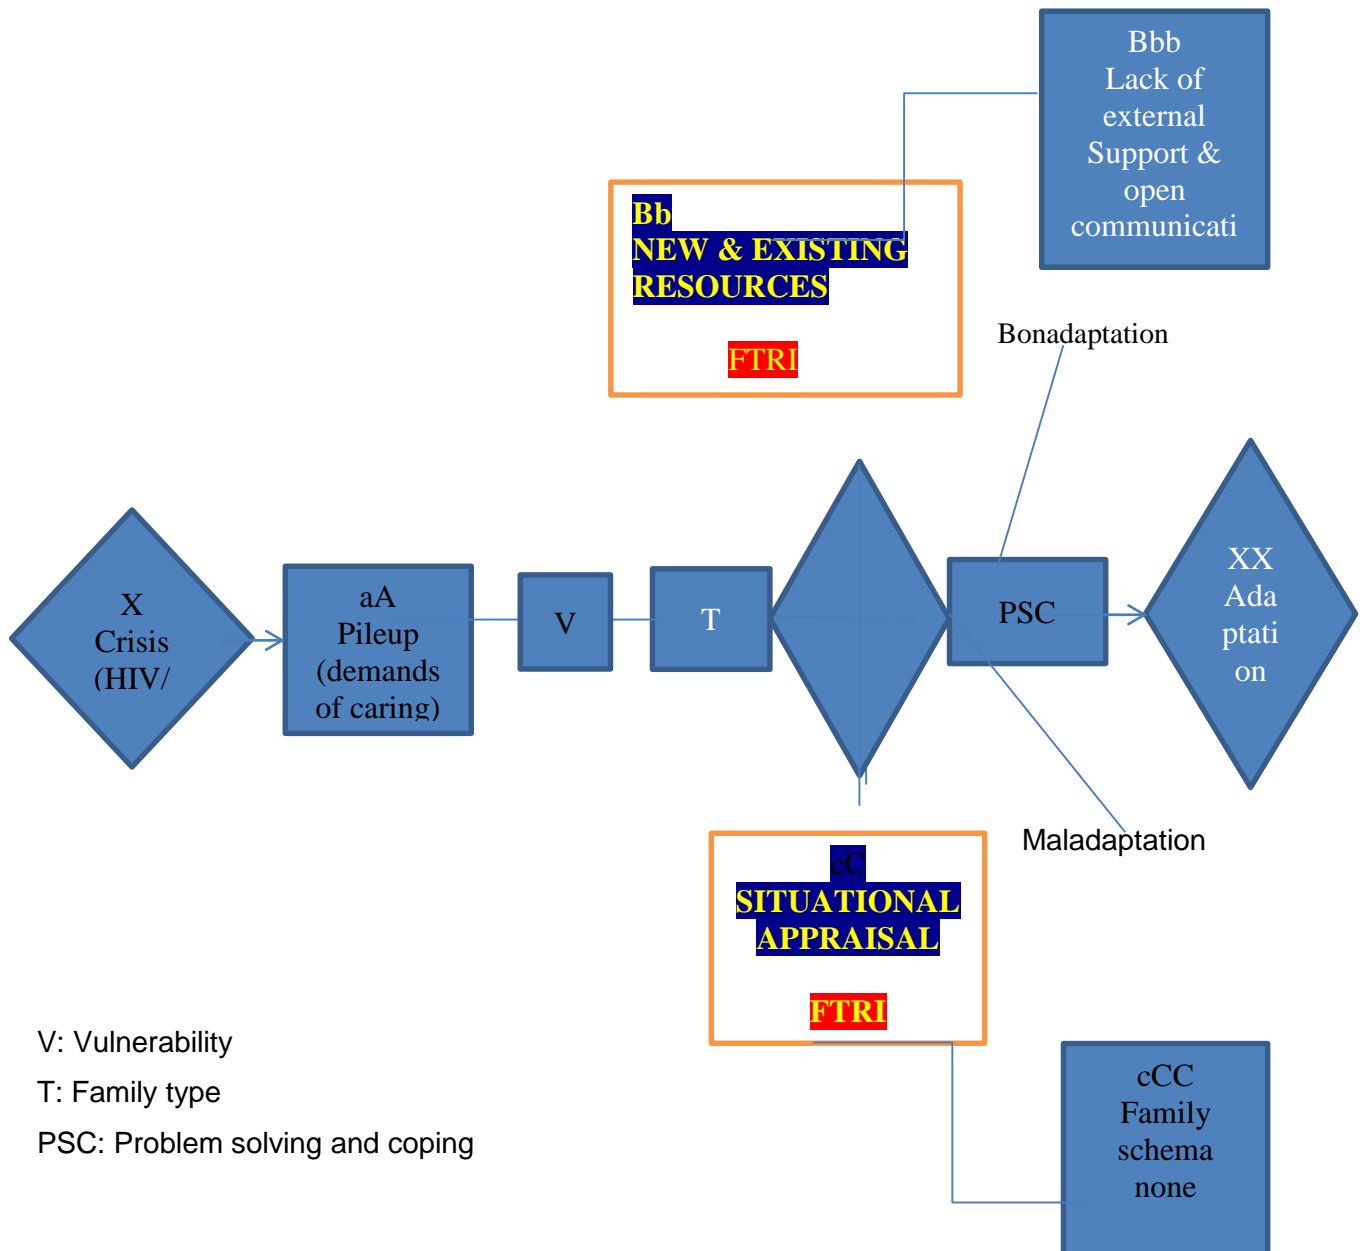 Bbb
Lack of
external
Support &
open
communicati
Bb
NEW & EXISTING
RESOURCES
FTRI
Bonadaptation
X
Crisis
(HIV/
aA
Pileup
(demands
of caring)
V
T
PSC
XX
Ada
ptati
on
Maladaptation
cC
SITUATIONAL
APPRAISAL
FTRI
V: Vulnerability
T: Family type
PSC: Problem solving and coping
cCC
Family
schema
none